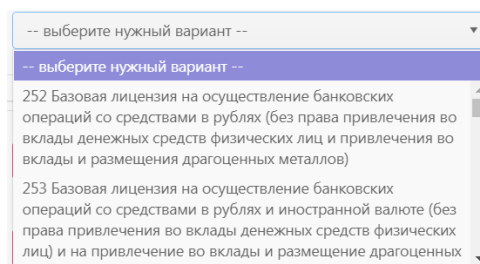 -- выберите нужный вариант --
-- выберите нужный вариант --
252 Базовая лицензия на осуществление банковских
операций со средствами в рублях (без права привлечения во
вклады денежных средств физических лиц и привлечения во
вклады и размещения драгоценных металлов)
253 Базовая лицензия на осуществление банковских
операций со средствами в рублях и иностранной валюте (без
права привлечения во вклады денежных средств физических
лиц) и на привлечение во вклады и размещение драгоценных